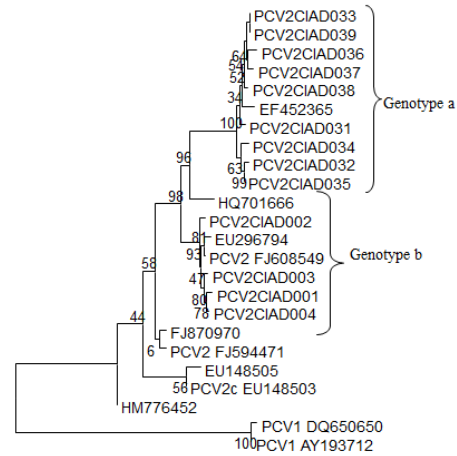 PCV2CIAD033
PCV2CIAD039
64 PCV2CIAD036
54 PCV2CIAD037
52 PCV2CIAD038
34 EF452365 Genotype a
100 PCV2CIAD031
PCV2CIAD034
96 63 PCV2CIAD032
99 PCV2CIAD035
98 HQ701666
PCV2CIAD002
81 EU296794
93 PCV2 FJ608549 Genotype b
58 47 PCV2CIAD003
80 PCV2CIAD001
44 78 PCV2CIAD004
FJ870970
6 PCV2 FJ594471
EU148505
56 PCV2c EU148503
HM776452
PCV1 DQ650650
100 PCV1 AY193712